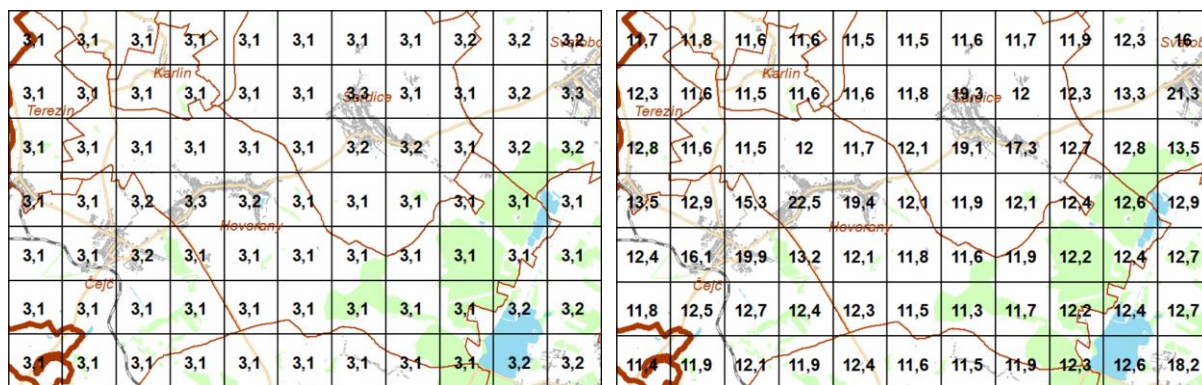 3,1 3,1 3,1 3,1 3,1 3,1 3,1 3,1 3,2 3,2 3,2
Svatobo
Karlín
3,1 3,1 3,1 3,1 3,1 3,1 3,3 3,1 3,1 3,2 3,3
Šardice
Terezín
3,1 3,1 3,1 3,1 3,1 3,1 3,2 3,2 3,1 3,2 3,2
3,1 3,1 3,2 3,3 3,2 3,1 3,1 3,1 3,1 3,1 3,1
Hovorany
3,1 3,1 3,2 3,1 3,1 3,1 3,1 3,1 3,1 3,1 3,1
Čejč
3,1 3,1 3,1 3,1 3,1 3,1 3,1 3,1 3,1 3,2 3,2
3,1 3,1 3,1 3,1 3,1 3,1 3,1 3,1 3,1 3,2 3,2
11,7 11,8 11,6 11,6 11,5 11,5 11,6 11,7 11,9 12,3 16
Karlín
12,3 11,6 11,5 11,6 11,6 11,8 19,3 12 12,3 13,3 21,3
Šardice
Terezín
12,8 11,6 11,5 12 11,7 12,1 19,1 17,3 12,7 12,8 13,5
13,5 12,9 15,3 22,5 19,4 12,1 11,9 12,1 12,4 12,6 12,9
Hovorany
12,4 16,1 19,9 13,2 12,1 11,8 11,6 11,9 12,2 12,4 12,7
Čejč
11,8 12,5 12,7 12,4 12,3 11,5 11,3 11,7 12,2 12,4 12,7
11,4 11,9 12,1 11,9 12,4 11,6 11,5 11,9 12,3 12,6 18,2